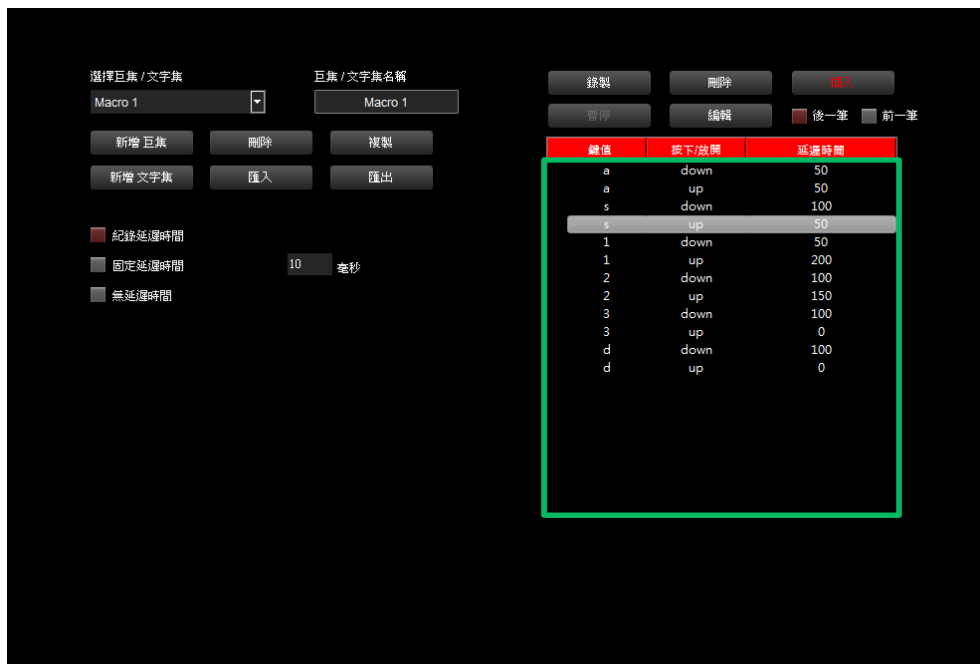 選擇巨集 / 文字集
巨集 / 文字集名稱
Macro 1
Macro 1
新增 巨集
刪除
複製
新增 文字集
匯入
匯出
紀錄延遲時間
固定延遲時間
10
毫秒
無延遲時間
錄製
刪除
插入
暫停
編輯
後一筆
前一筆
鍵值 按下/放開 延遲時間
a down 50
a up 50
s down 100
s up 50
1 down 50
1 up 200
2 down 100
2 up 150
3 down 100
3 up 0
d down 100
d up 0